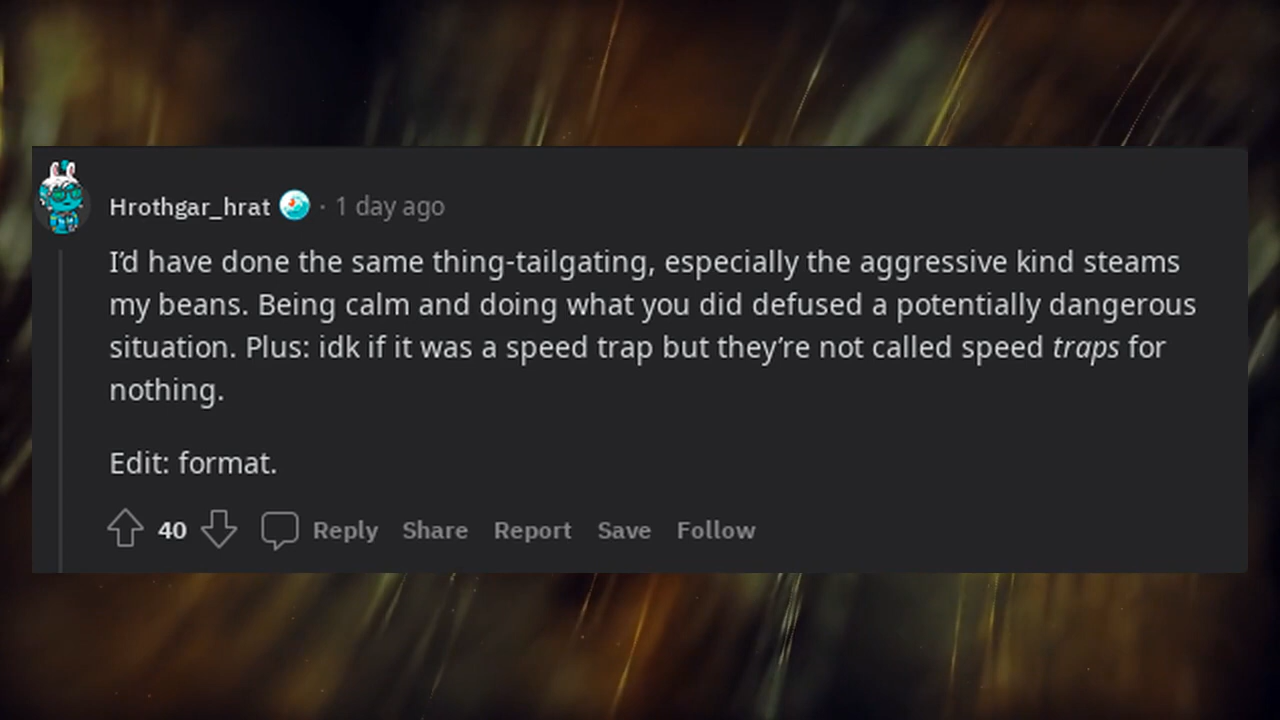 Hrothgar_hrat · 1 day ago
I’d have done the same thing-tailgating, especially the aggressive kind steams
my beans. Being calm and doing what you did defused a potentially dangerous
situation. Plus: idk if it was a speed trap but they’re not called speed traps for
nothing.
Edit: format.
40 Reply Share Report Save Follow